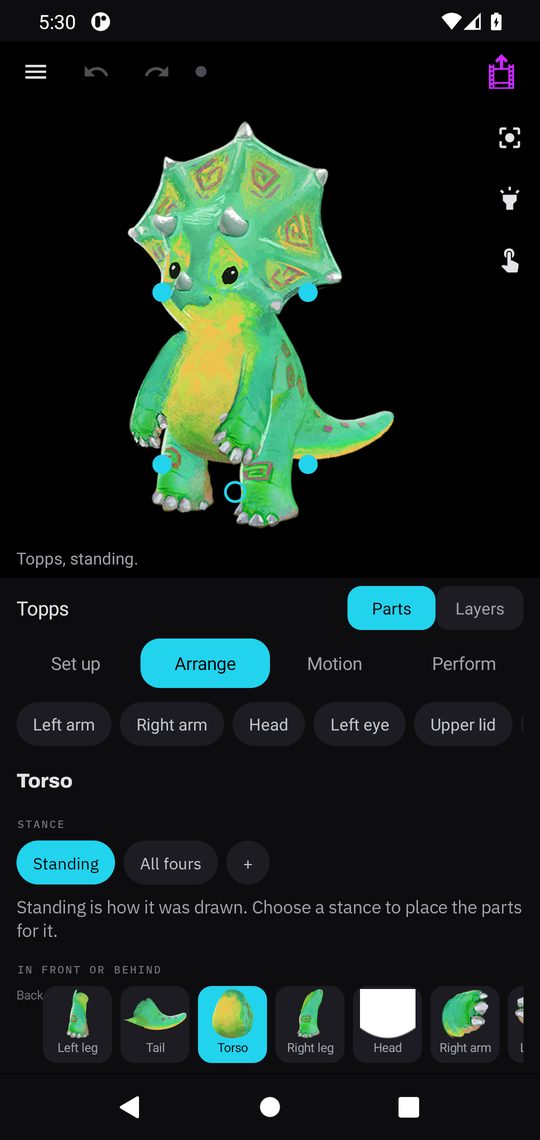 5:30
Topps, standing.
Topps
Parts
Layers
Set up
Arrange
Motion
Perform
Left arm
Right arm
Head
Left eye
Upper lid
Torso
STANCE
Standing
All fours
+
Standing is how it was drawn. Choose a stance to place the parts
for it.
IN FRONT OR BEHIND
Back
Left leg
Tail
Torso
Right leg
Head
Right arm